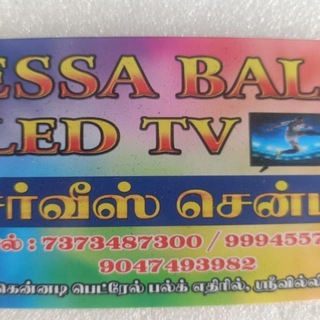 ESSA BAL
LED TV
சர்வீஸ் சென்ட
ல் : 7373487300 / 9994557
9047493982
கென்னடி பெட்ரோல் பல்க் எதிரில், ஸ்ரீவில்லி